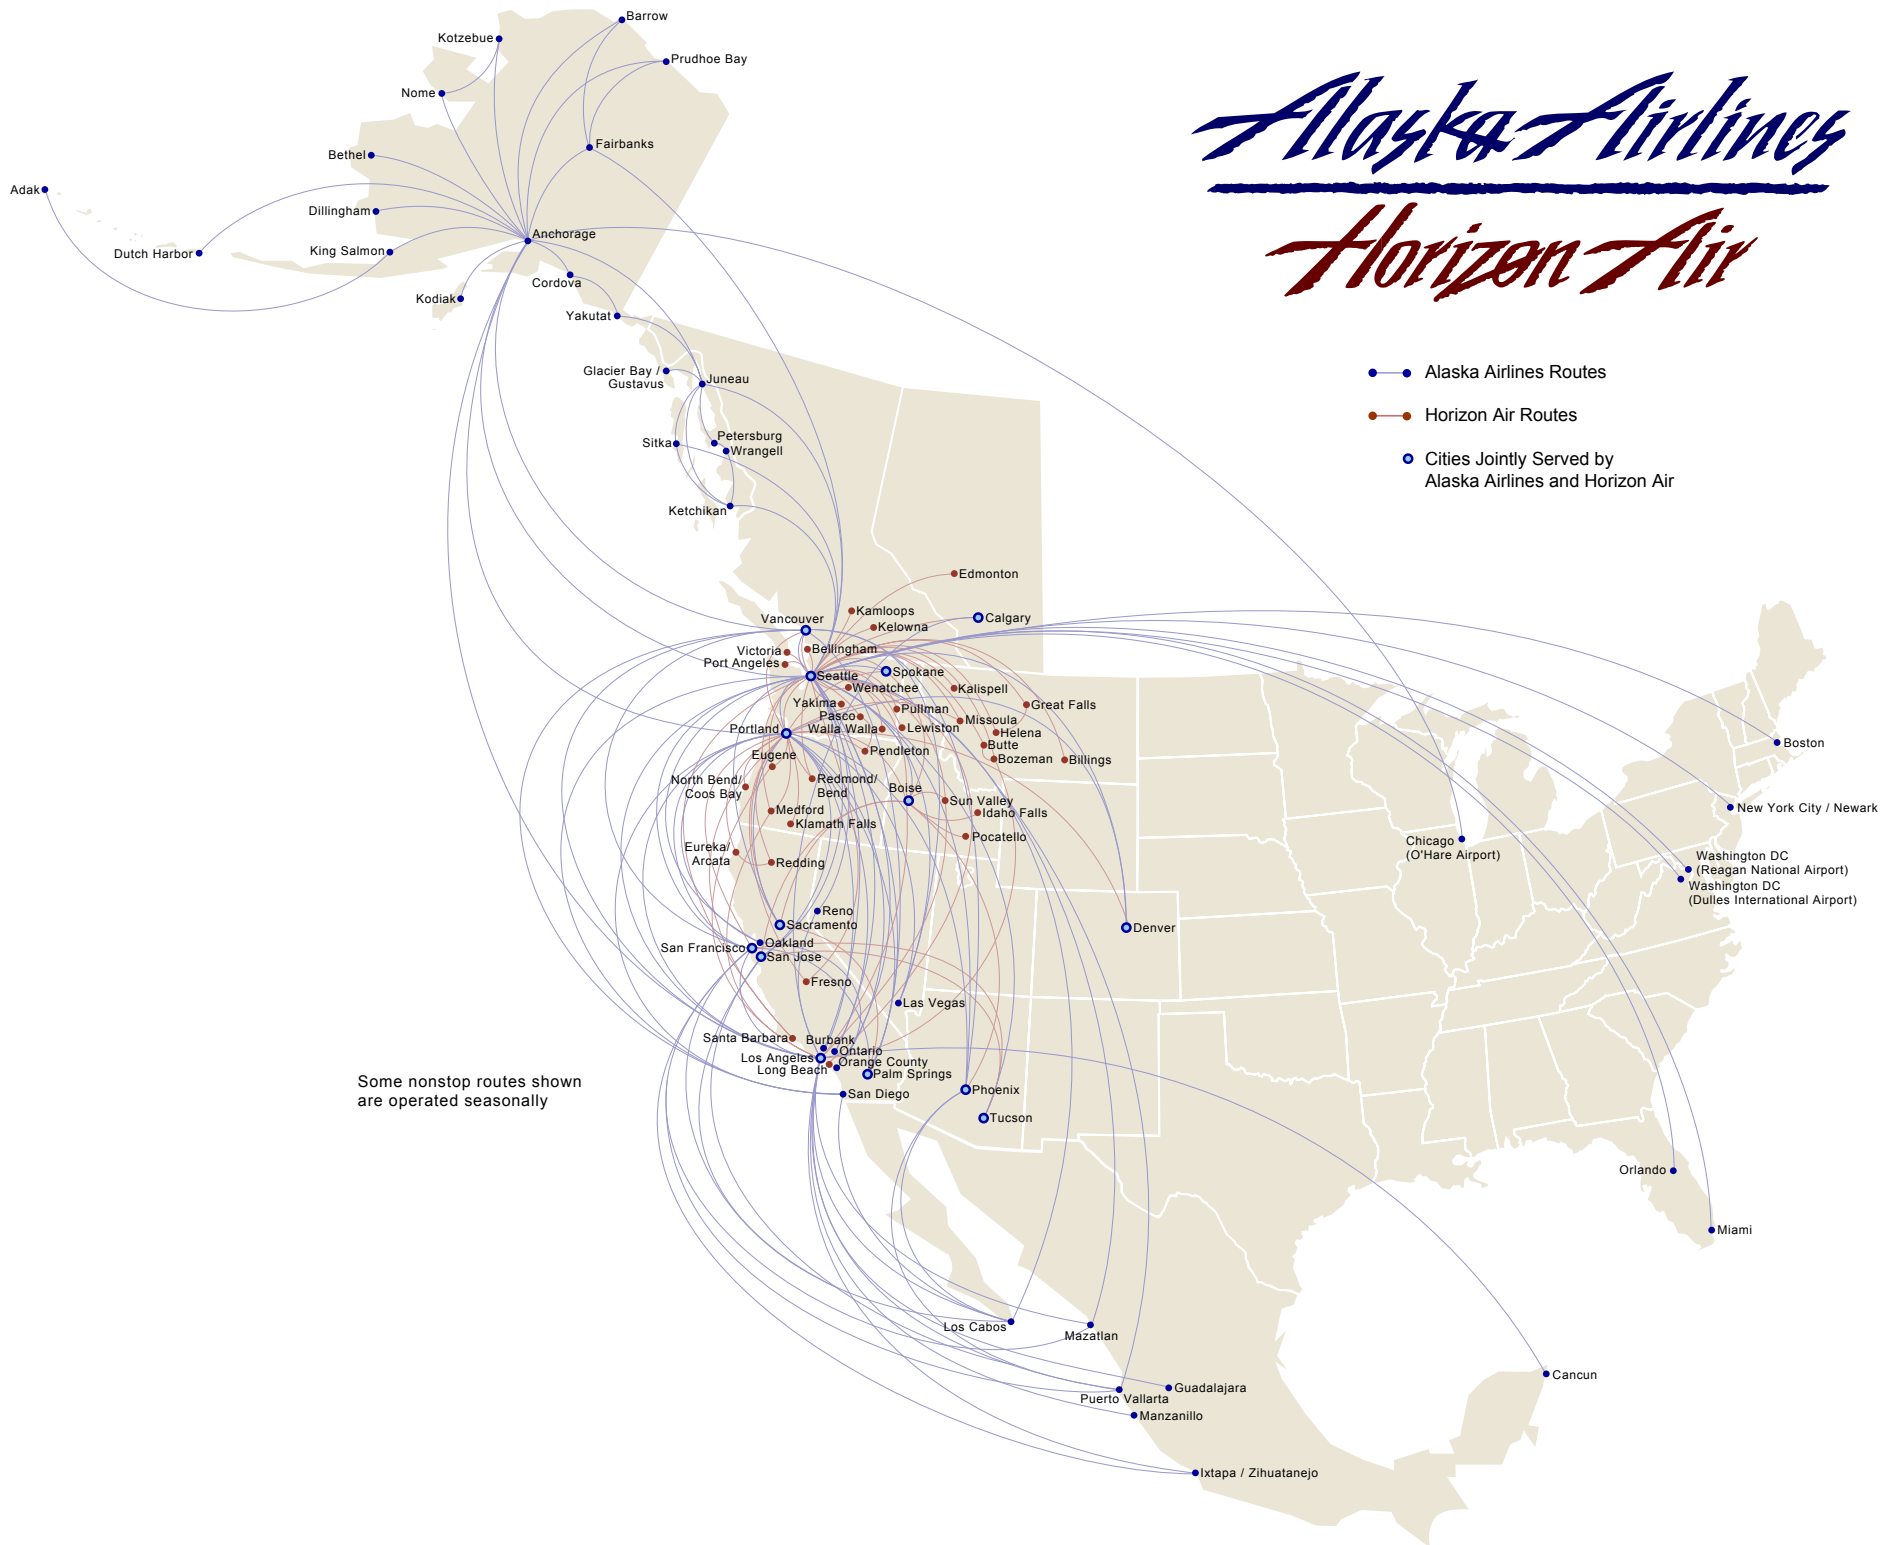 Alaska Airlines
Horizon Air
Alaska Airlines Routes
Horizon Air Routes
Cities Jointly Served by
Alaska Airlines and Horizon Air
Barrow
Kotzebue
Prudhoe Bay
Nome
Fairbanks
Bethel
Adak
Dillingham
Anchorage
King Salmon
Dutch Harbor
Cordova
Kodiak
Yakutat
Glacier Bay /
Gustavus
Juneau
Petersburg
Sitka
Wrangell
Ketchikan
Edmonton
Kamloops
Vancouver
Calgary
Kelowna
Victoria
Bellingham
Port Angeles
Seattle
Spokane
Wenatchee
Kalispell
Yakima
Pullman
Great Falls
Pasco
Missoula
Portland
Walla Walla
Lewiston
Helena
Butte
Boston
Eugene
Pendleton
Bozeman
Billings
North Bend/
Coos Bay
Redmond/
Bend
Boise
Sun Valley
New York City / Newark
Medford
Idaho Falls
Klamath Falls
Pocatello
Chicago
(O'Hare Airport)
Eureka/
Arcata
Redding
Washington DC
(Reagan National Airport)
Washington DC
(Dulles International Airport)
Reno
Sacramento
Denver
Oakland
San Francisco
San Jose
Fresno
Las Vegas
Santa Barbara
Burbank
Ontario
Los Angeles
Orange County
Long Beach
Palm Springs
Some nonstop routes shown
are operated seasonally
San Diego
Phoenix
Tucson
Orlando
Miami
Los Cabos
Mazatlan
Cancun
Guadalajara
Puerto Vallarta
Manzanillo
Ixtapa / Zihuatanejo